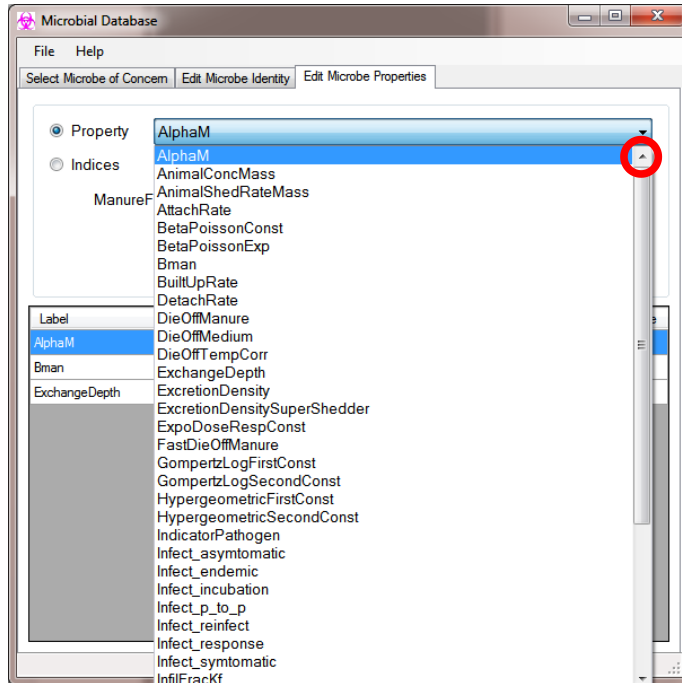 Microbial Database
File Help
Select Microbe of Concern Edit Microbe Identity Edit Microbe Properties
Property AlphaM
Indices
ManureF
AlphaM
AnimalConcMass
AnimalShedRateMass
AttachRate
BetaPoissonConst
BetaPoissonExp
Bman
BuiltUpRate
DetachRate
DieOffManure
DieOffMedium
DieOffTempCorr
ExchangeDepth
ExcretionDensity
ExcretionDensitySuperShedder
ExpoDoseRespConst
FastDieOffManure
GompertzLogFirstConst
GompertzLogSecondConst
HypergeometricFirstConst
HypergeometricSecondConst
IndicatorPathogen
Infect_asymtomatic
Infect_endemic
Infect_incubation
Infect_p_to_p
Infect_reinfect
Infect_response
Infect_symtomatic
InfilFracKf
Label
AlphaM
Bman
ExchangeDepth